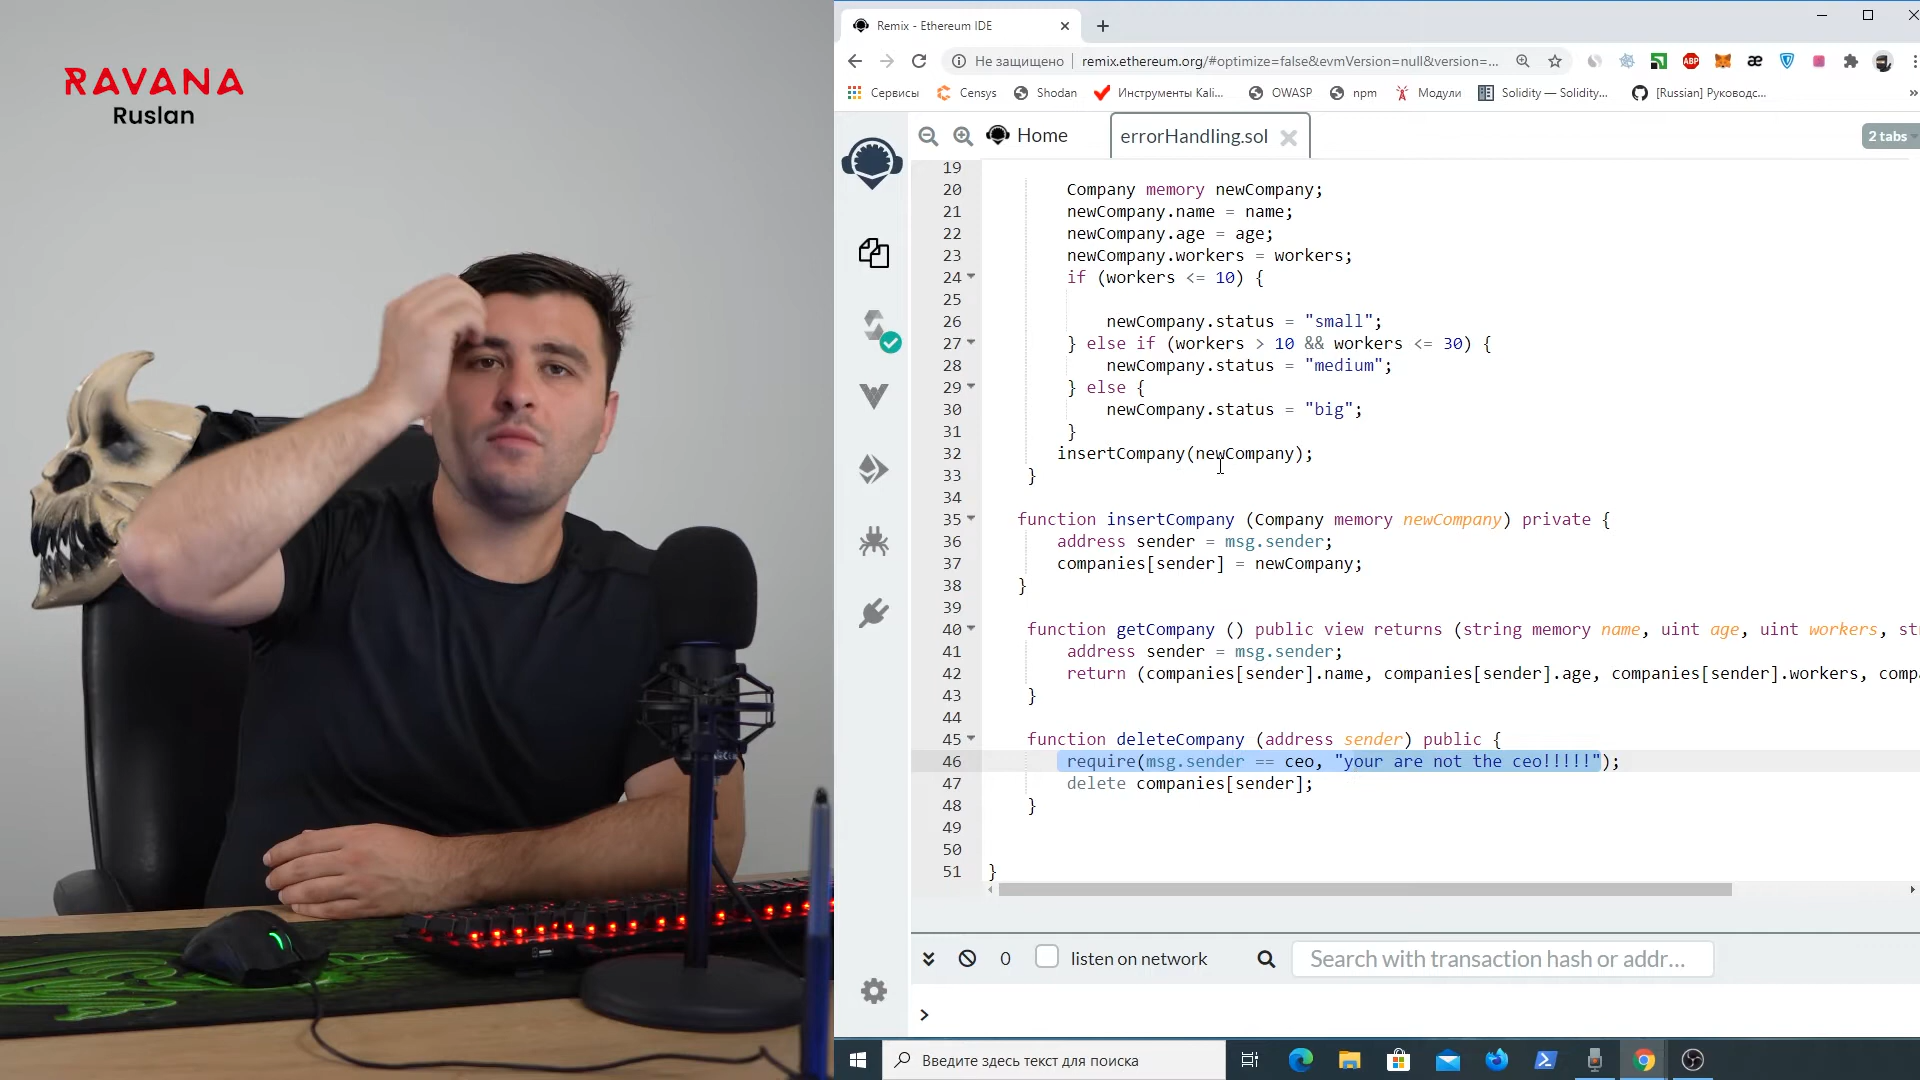 RAVANA
Ruslan
Remix - Ethereum IDE
Не защищено
remix.ethereum.org/#optimize=false&evmVersion=null&version=...
ABP
æ
Сервисы
Censys
Shodan
Инструменты Kali...
OWASP
npm
Модули
Solidity — Solidity...
[Russian] Руководс...
»
Home
errorHandling.sol
2 tabs
19
20 Company memory newCompany;
21 newCompany.name = name;
22 newCompany.age = age;
23 newCompany.workers = workers;
24 if (workers <= 10) {
25
26 newCompany.status = "small";
27 } else if (workers > 10 && workers <= 30) {
28 newCompany.status = "medium";
29 } else {
30 newCompany.status = "big";
31 }
32 insertCompany(newCompany);
33 }
34
35 function insertCompany (Company memory newCompany) private {
36 address sender = msg.sender;
37 companies[sender] = newCompany;
38 }
39
40 function getCompany () public view returns (string memory name, uint age, uint workers, st
41 address sender = msg.sender;
42 return (companies[sender].name, companies[sender].age, companies[sender].workers, comp
43 }
44
45 function deleteCompany (address sender) public {
46 require(msg.sender == ceo, "your are not the ceo!!!!!");
47 delete companies[sender];
48 }
49
50
51 }
0
listen on network
Search with transaction hash or addr...
>
Введите здесь текст для поиска